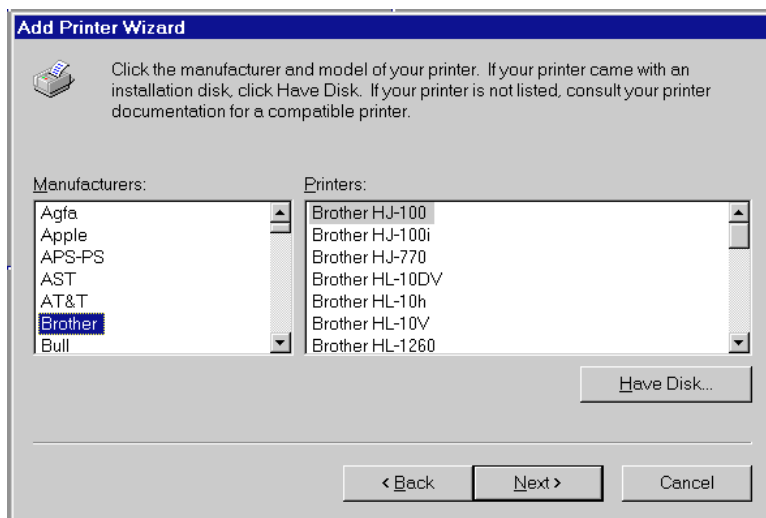 Add Printer Wizard
Click the manufacturer and model of your printer. If your printer came with an
installation disk, click Have Disk. If your printer is not listed, consult your printer
documentation for a compatible printer.
Manufacturers:
Agfa
Apple
APS-PS
AST
AT&T
Brother
Bull
Printers:
Brother HJ-100
Brother HJ-100i
Brother HJ-770
Brother HL-10DV
Brother HL-10h
Brother HL-10V
Brother HL-1260
Have Disk...
< Back
Next >
Cancel